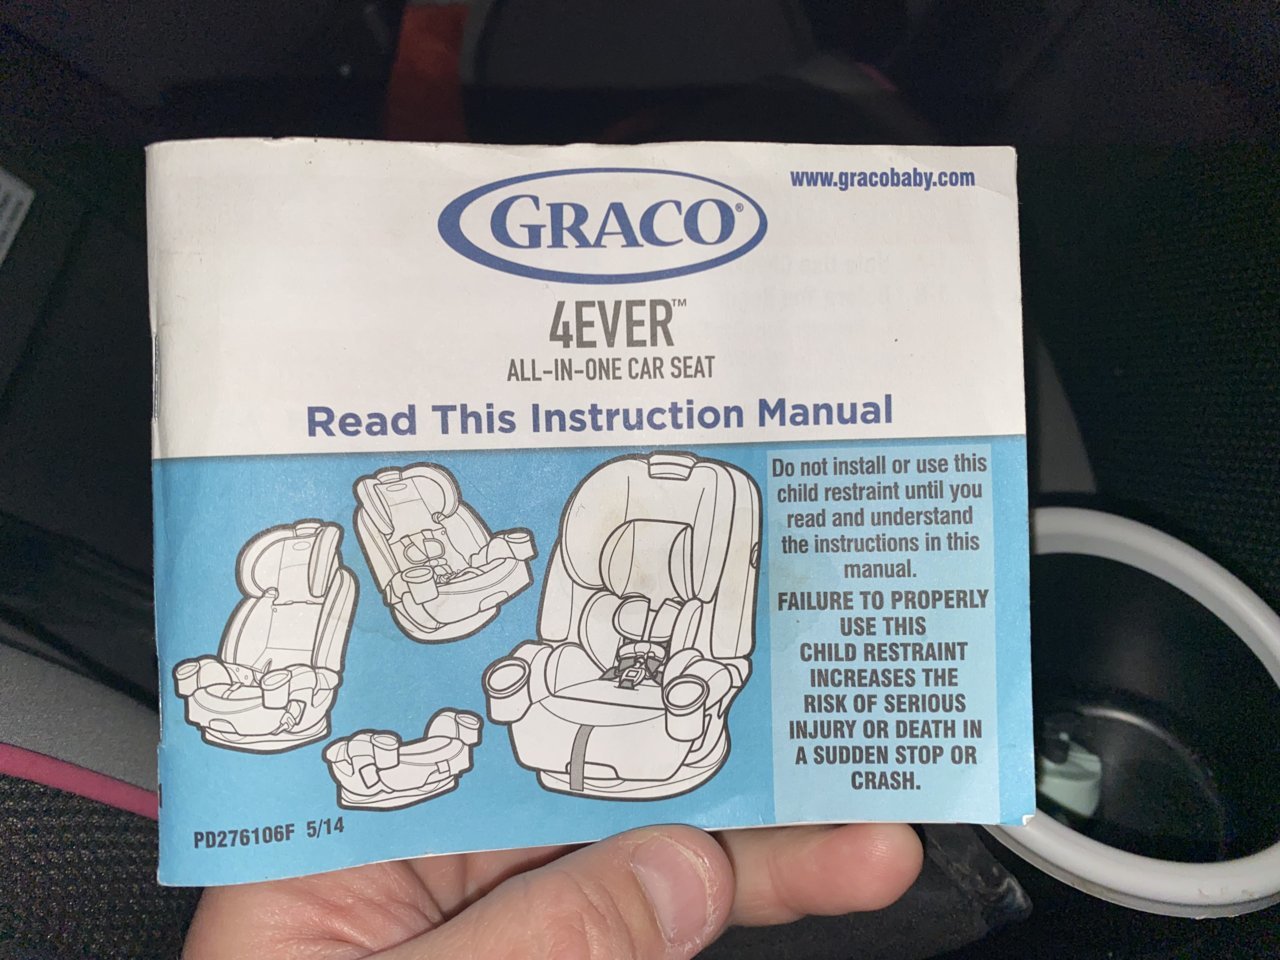 www.gracobaby.com
GRACO®
4EVER™
ALL-IN-ONE CAR SEAT
Read This Instruction Manual
Do not install or use this
child restraint until you
read and understand
the instructions in this
manual.
FAILURE TO PROPERLY
USE THIS
CHILD RESTRAINT
INCREASES THE
RISK OF SERIOUS
INJURY OR DEATH IN
A SUDDEN STOP OR
CRASH.
PD276106F 5/14